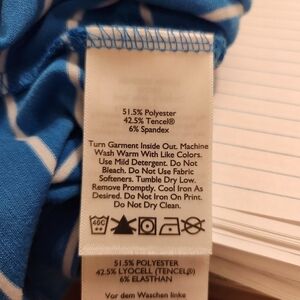 51.5% Polyester
42.5% Tencel®
6% Spandex
Turn Garment Inside Out. Machine
Wash Warm With Like Colors.
Use Mild Detergent. Do Not
Bleach. Do Not Use Fabric
Softeners. Tumble Dry Low.
Remove Promptly. Cool Iron As
Desired. Do Not Iron On Print.
Do Not Dry Clean.
40C
51.5% POLYESTER
42.5% LYOCELL (TENCEL®)
6% ELASTHAN
Vor dem Waschen links